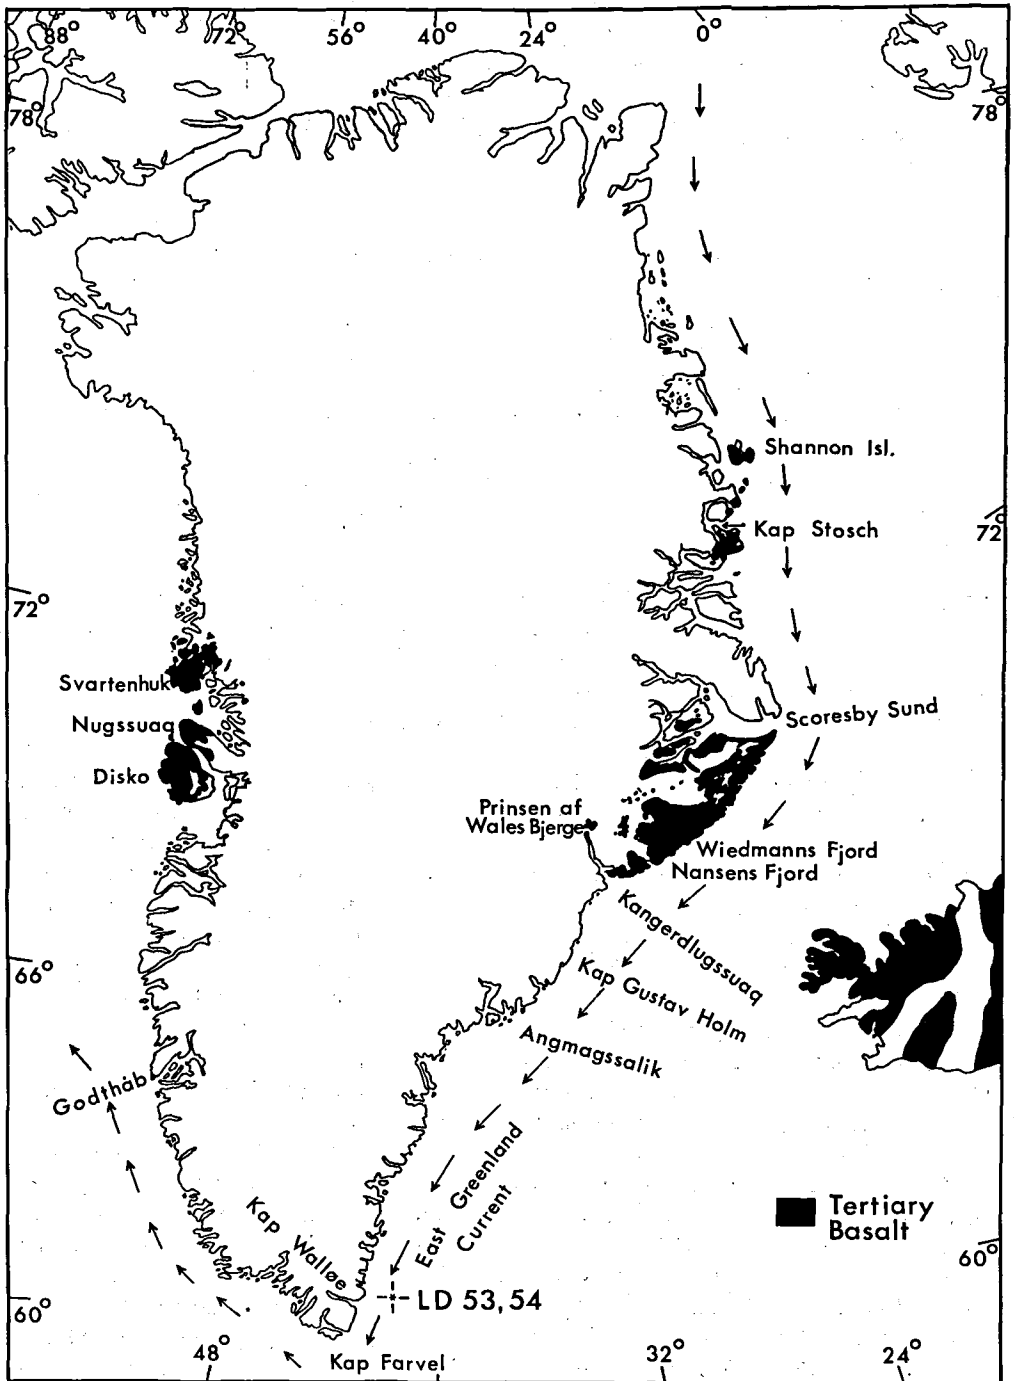 88° 72° 56° 40° 24° 0°
78° 78°
Shannon Isl.
Kap Stosch
72°
72°
Svartenhuk
Nugssuaq
Disko
Scoresby Sund
Prinsen af
Wales Bjerge
Wiedmanns Fjord
Nansens Fjord
Kangerdlugssuaq
66°
Kap Gustav Holm
Angmagssalik
Godthåb
East Greenland
Current
Kap Walløe
Tertiary
Basalt
60°
60°
LD 53,54
48° 32° 24°
Kap Farvel